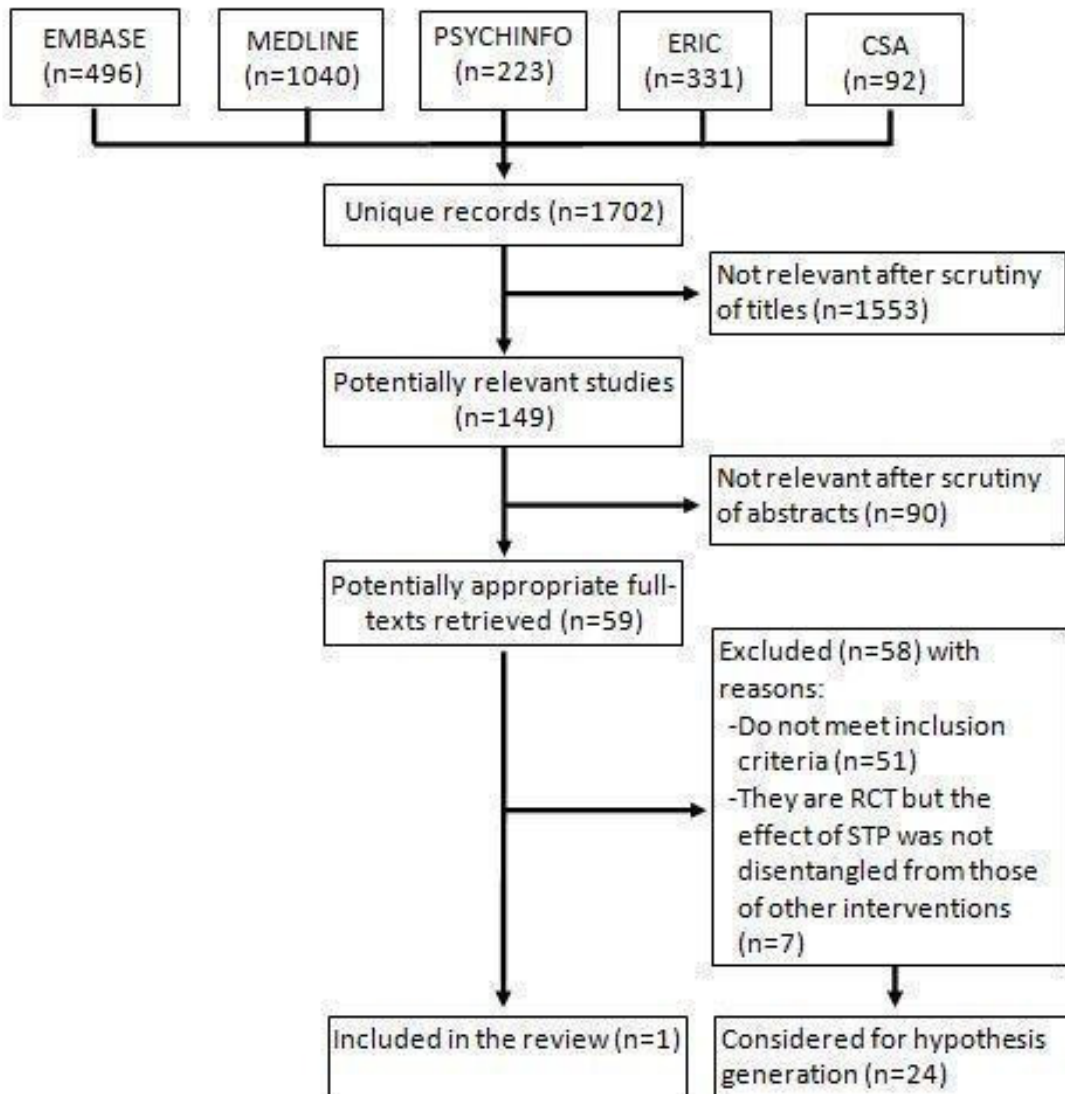 EMBASE
(n=496)
MEDLINE
(n=1040)
PSYCHINFO
(n=223)
ERIC
(n=331)
CSA
(n=92)
Unique records (n=1702)
Not relevant after scrutiny
of titles (n=1553)
Potentially relevant studies
(n=149)
Not relevant after scrutiny
of abstracts (n=90)
Potentially appropriate full-
texts retrieved (n=59)
Excluded (n=58) with
reasons:
-Do not meet inclusion
criteria (n=51)
-They are RCT but the
effect of STP was not
disentangled from those
of other interventions
(n=7)
Included in the review (n=1)
Considered for hypothesis
generation (n=24)